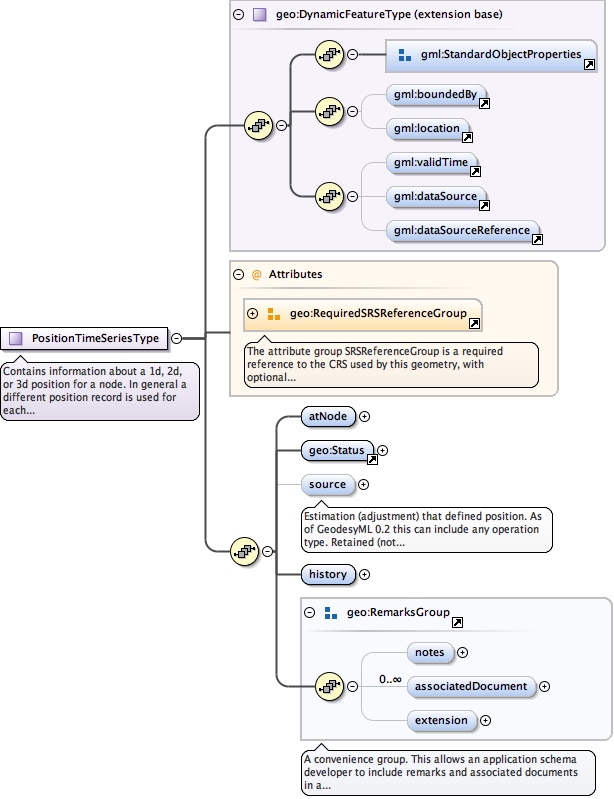 geo:DynamicFeatureType (extension base)
gml:StandardObjectProperties
gml:boundedBy
gml:location
gml:validTime
gml:dataSource
gml:dataSourceReference
@ Attributes
geo:RequiredSRSReferenceGroup
The attribute group SRSReferenceGroup is a required
reference to the CRS used by this geometry, with
optional...
PositionTimeSeriesType
Contains information about a 1d, 2d,
or 3d position for a node. In general a
different position record is used for
each...
atNode
geo:Status
source
Estimation (adjustment) that defined position. As
of GeodesyML 0.2 this can include any operation
type. Retained (not...
history
geo:RemarksGroup
notes
0..∞
associatedDocument
extension
A convenience group. This allows an application schema
developer to include remarks and associated documents
in a...